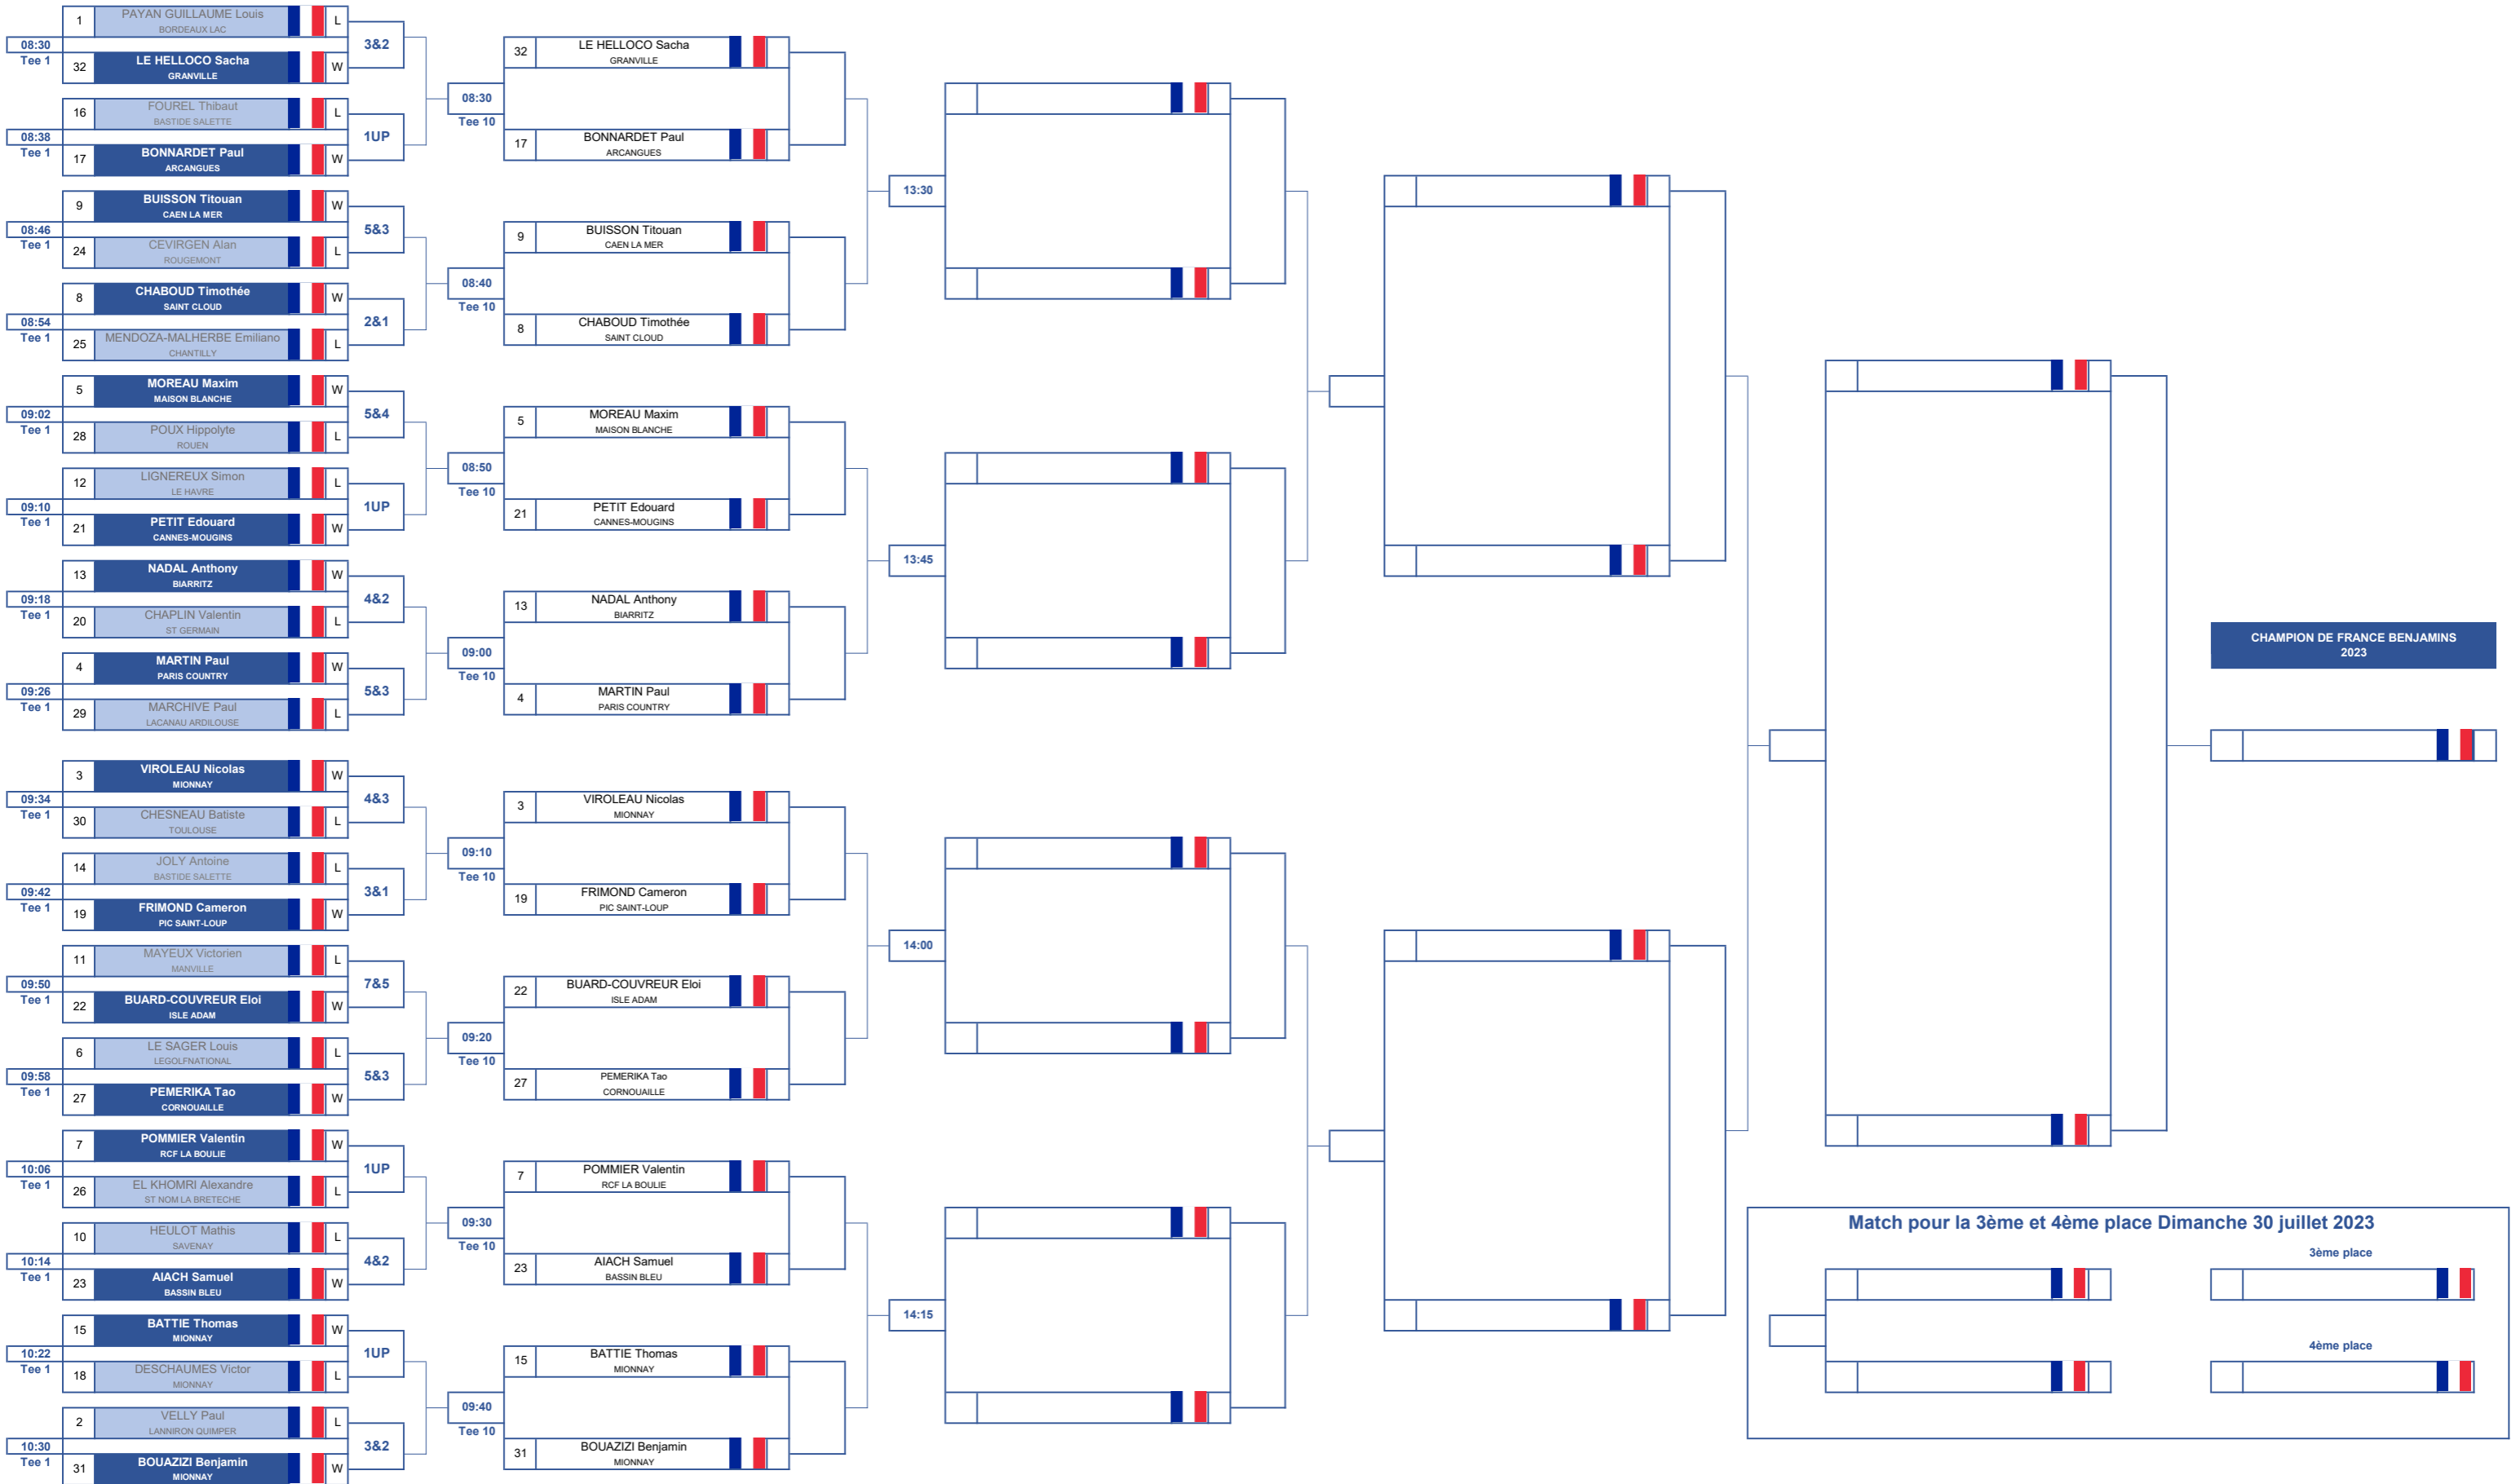 1 PAYAN GUILLAUME Louis L
BORDEAUX LAC
08:30 3&2
Tee 1
32 LE HELLOCO Sacha W
GRANVILLE
16 FOUREL Thibaut L
BASTIDE SALETTE
08:38 1UP
Tee 1
17 BONNARDET Paul W
ARCANGUES
9 BUISSON Titouan W
CAEN LA MER
08:46 5&3
Tee 1
24 CEVIRGEN Alan L
ROUGEMONT
8 CHABOUD Timothée W
SAINT CLOUD
08:54 2&1
Tee 1
25 MENDOZA-MALHERBE Emiliano L
CHANTILLY
5 MOREAU Maxim W
MAISON BLANCHE
09:02 5&4
Tee 1
28 POUX Hippolyte L
ROUEN
12 LIGNEREUX Simon L
LE HAVRE
09:10 1UP
Tee 1
21 PETIT Edouard W
CANNES-MOUGINS
13 NADAL Anthony W
BIARRITZ
09:18 4&2
Tee 1
20 CHAPLIN Valentin L
ST GERMAIN
4 MARTIN Paul W
PARIS COUNTRY
09:26 5&3
Tee 1
29 MARCHIVE Paul L
LACANAU ARDILOUSE
3 VIROLEAU Nicolas W
MIONNAY
09:34 4&3
Tee 1
30 CHESNEAU Batiste L
TOULOUSE
14 JOLY Antoine L
BASTIDE SALETTE
09:42 3&1
Tee 1
19 FRIMOND Cameron W
PIC SAINT-LOUP
11 MAYEUX Victorien L
MANVILLE
09:50 7&5
Tee 1
22 BUARD-COUVREUR Eloi W
ISLE ADAM
6 LE SAGER Louis L
LEGOLFNATIONAL
09:58 5&3
Tee 1
27 PEMERIKA Tao W
CORNOUAILLE
7 POMMIER Valentin W
RCF LA BOULIE
10:06 1UP
Tee 1
26 EL KHOMRI Alexandre L
ST NOM LA BRETECHE
10 HEULOT Mathis L
SAVENAY
10:14 4&2
Tee 1
23 AIACH Samuel W
BASSIN BLEU
15 BATTIE Thomas W
MIONNAY
10:22 1UP
Tee 1
18 DESCHAUMES Victor L
MIONNAY
2 VELLY Paul L
LANNIRON QUIMPER
10:30 3&2
Tee 1
31 BOUAZIZI Benjamin W
MIONNAY
32 LE HELLOCO Sacha
GRANVILLE
08:30
Tee 10
17 BONNARDET Paul
ARCANGUES
9 BUISSON Titouan
CAEN LA MER
08:40
Tee 10
8 CHABOUD Timothée
SAINT CLOUD
5 MOREAU Maxim
MAISON BLANCHE
08:50
Tee 10
21 PETIT Edouard
CANNES-MOUGINS
13 NADAL Anthony
BIARRITZ
09:00
Tee 10
4 MARTIN Paul
PARIS COUNTRY
3 VIROLEAU Nicolas
MIONNAY
09:10
Tee 10
19 FRIMOND Cameron
PIC SAINT-LOUP
22 BUARD-COUVREUR Eloi
ISLE ADAM
09:20
Tee 10
27 PEMERIKA Tao
CORNOUAILLE
7 POMMIER Valentin
RCF LA BOULIE
09:30
Tee 10
23 AIACH Samuel
BASSIN BLEU
15 BATTIE Thomas
MIONNAY
09:40
Tee 10
31 BOUAZIZI Benjamin
MIONNAY
13:30
13:45
14:00
14:15
CHAMPION DE FRANCE BENJAMINS
2023
Match pour la 3ème et 4ème place Dimanche 30 juillet 2023
3ème place
4ème place